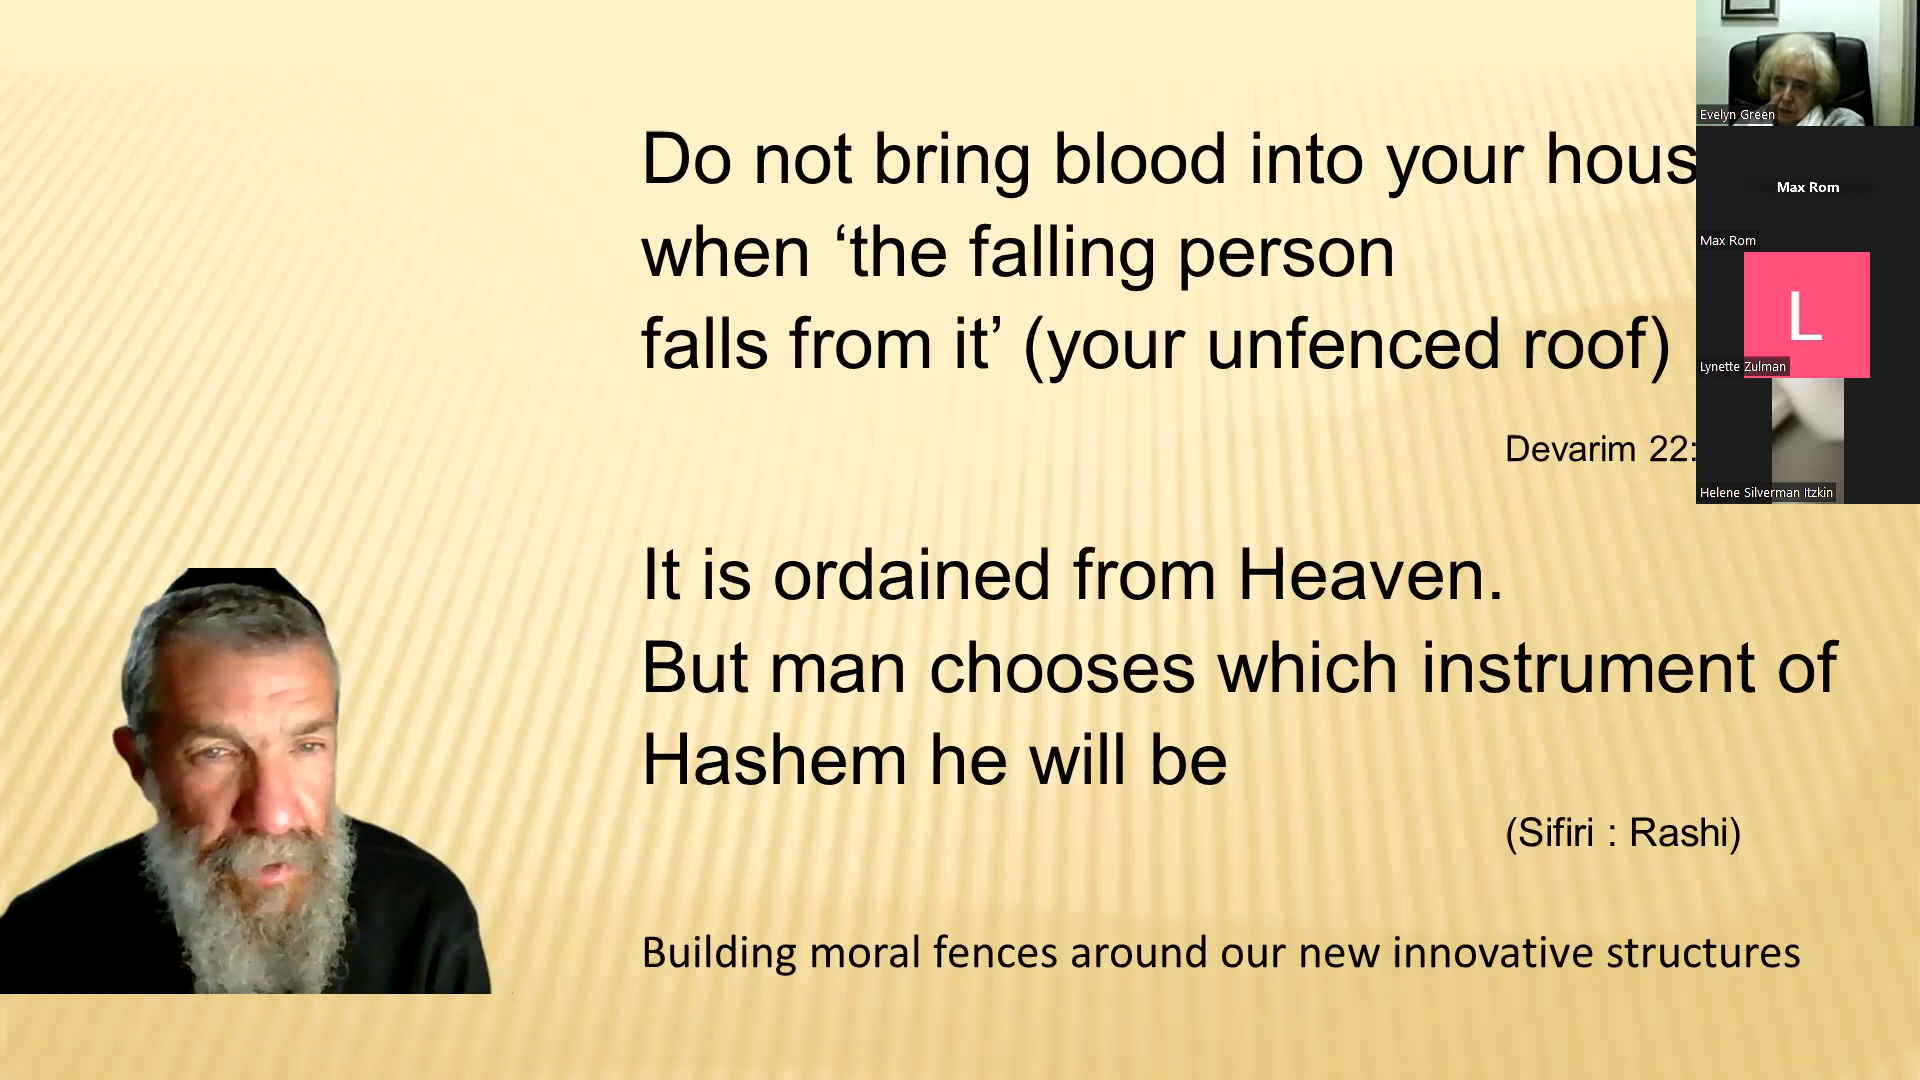 Do not bring blood into your hous
when ‘the falling person
falls from it’ (your unfenced roof)
Devarim 22:
It is ordained from Heaven.
But man chooses which instrument of
Hashem he will be
(Sifiri : Rashi)
Building moral fences around our new innovative structures
Evelyn Green
Max Rom
Max Rom
L
Lynette Zulman
Helene Silverman Itzkin